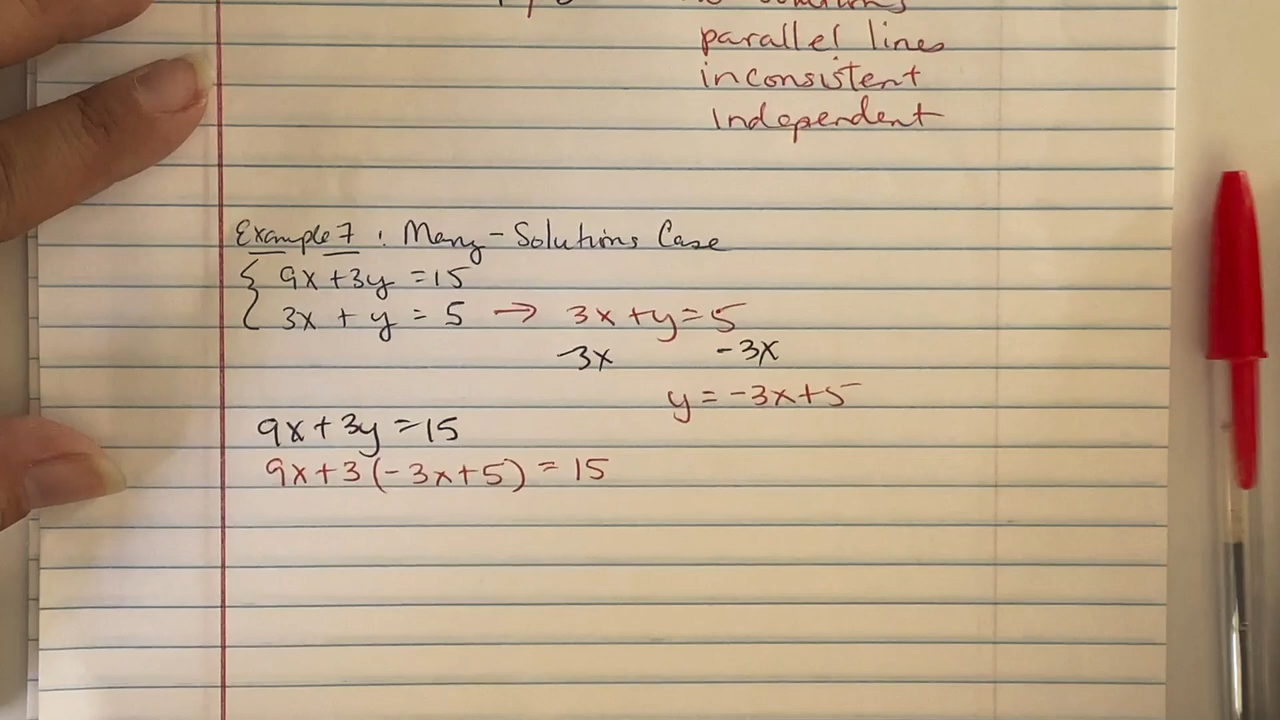 parallel lines
inconsistent
Independent
Example 7 : Many-Solutions Case
9x+3y=15
3x+y=5 → 3x+y=5
-3x -3x
y=-3x+5
9x+3y=15
9x+3(-3x+5)=15